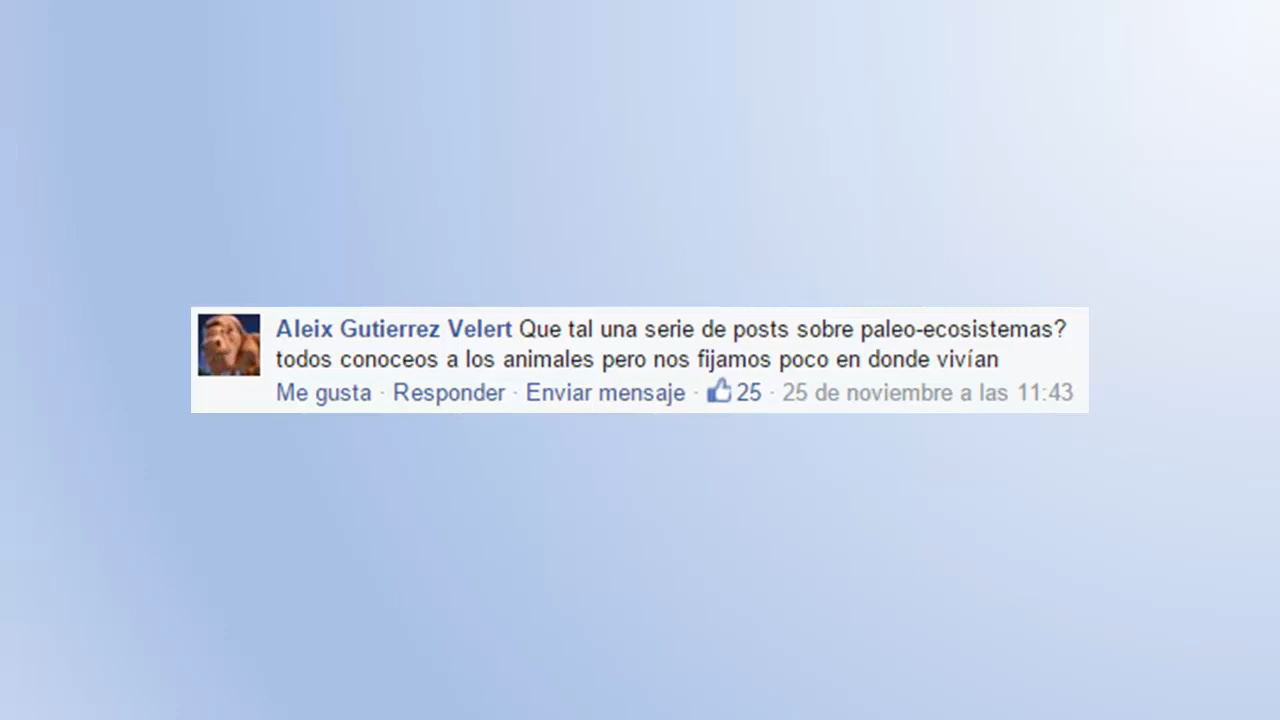 Aleix Gutierrez Velert Que tal una serie de posts sobre paleo-ecosistemas?
todos conoceos a los animales pero nos fijamos poco en donde vivían
Me gusta · Responder · Enviar mensaje · 25 · 25 de noviembre a las 11:43